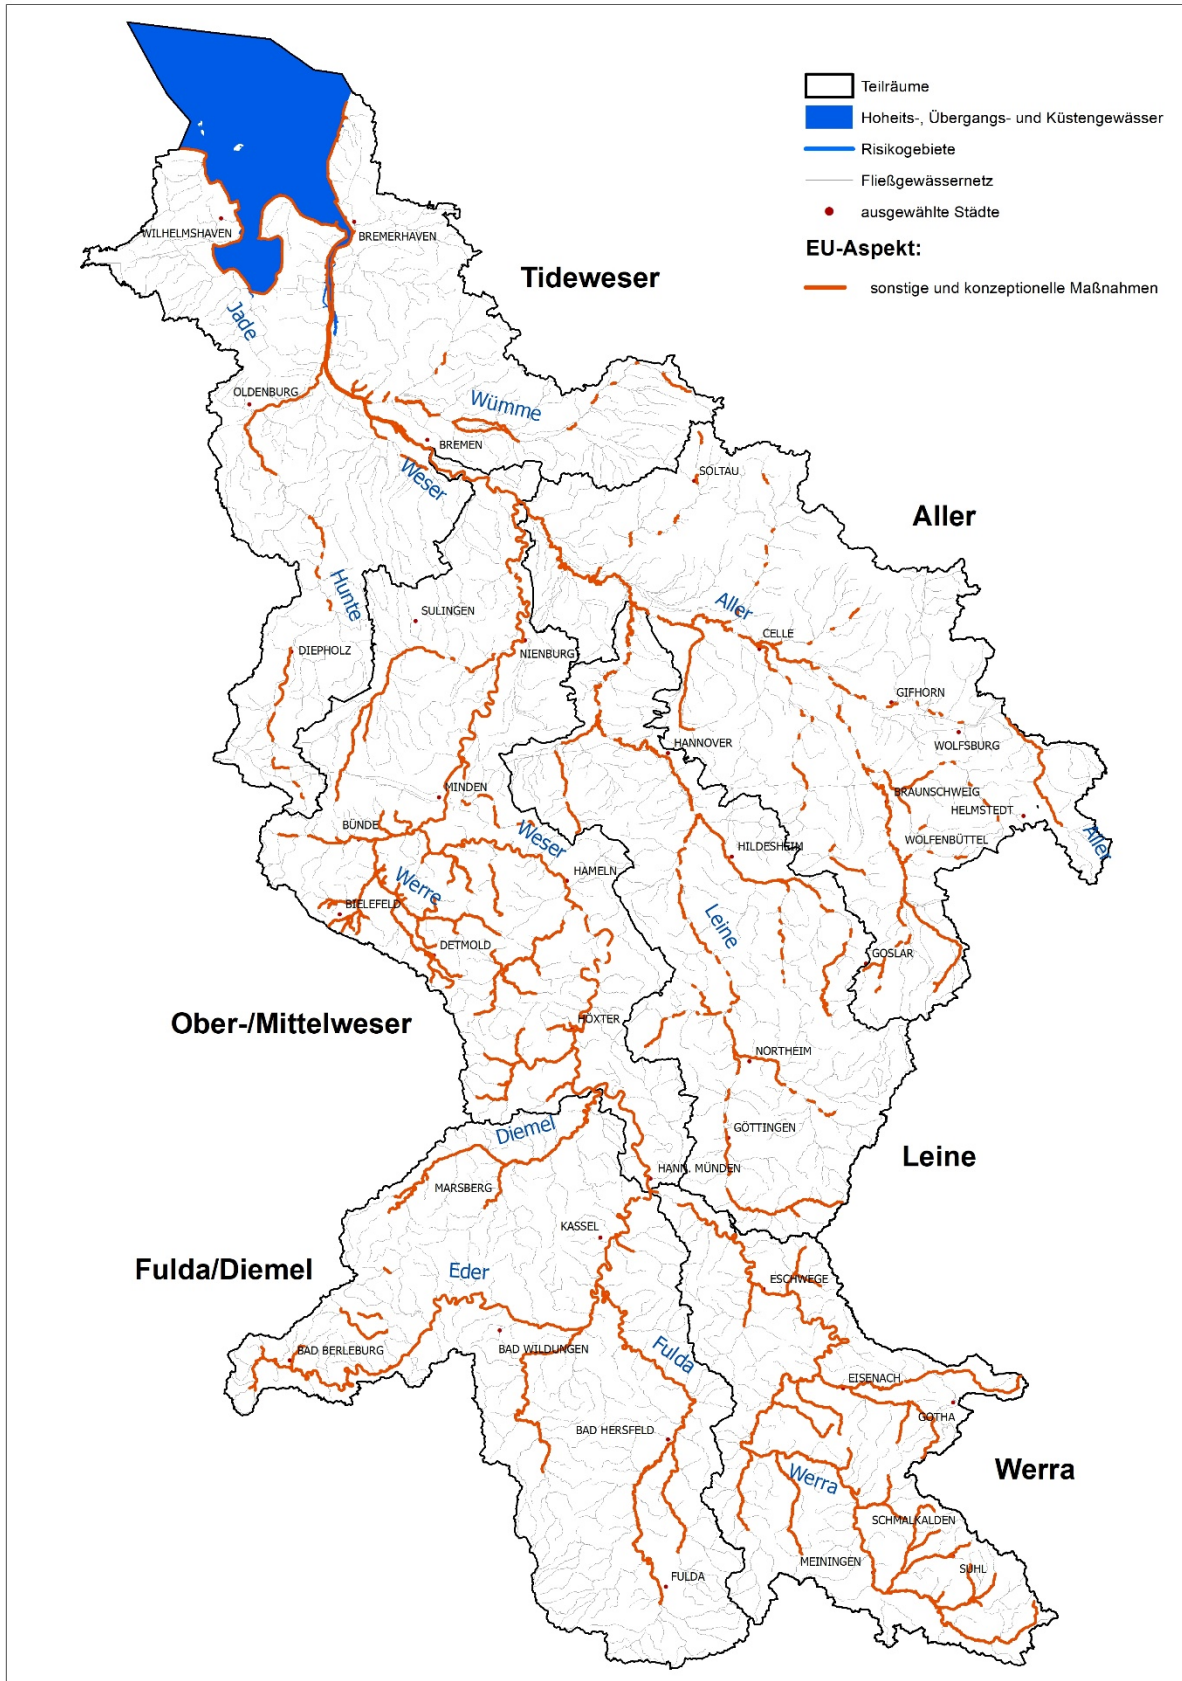 Teilräume
Hoheits-, Übergangs- und Küstengewässer
Risikogebiete
Fließgewässernetz
ausgewählte Städte
EU-Aspekt:
sonstige und konzeptionelle Maßnahmen
WILHELMSHAVEN
BREMERHAVEN
Tideweser
Jade
OLDENBURG
Wümme
BREMEN
Weser
SOLTAU
Aller
Hunte
Aller
SULINGEN
CELLE
DIEPHOLZ
NIENBURG
GIFHORN
HANNOVER
WOLFSBURG
MINDEN
BRAUNSCHWEIG
HELMSTEDT
BÜNDE
Weser
WOLFENBÜTTEL
Aller
HILDESHEIM
HAMELN
Werre
BIELEFELD
Leine
DETMOLD
GOSLAR
Ober-/Mittelweser
HÖXTER
NORTHEIM
Diemel
GÖTTINGEN
Leine
HANN. MÜNDEN
MARSBERG
KASSEL
Fulda/Diemel
Eder
ESCHWEGE
BAD BERLEBURG
BAD WILDUNGEN
Fulda
EISENACH
GOTHA
BAD HERSFELD
Werra
Werra
SCHMALKALDEN
MEININGEN
SUHL
FULDA